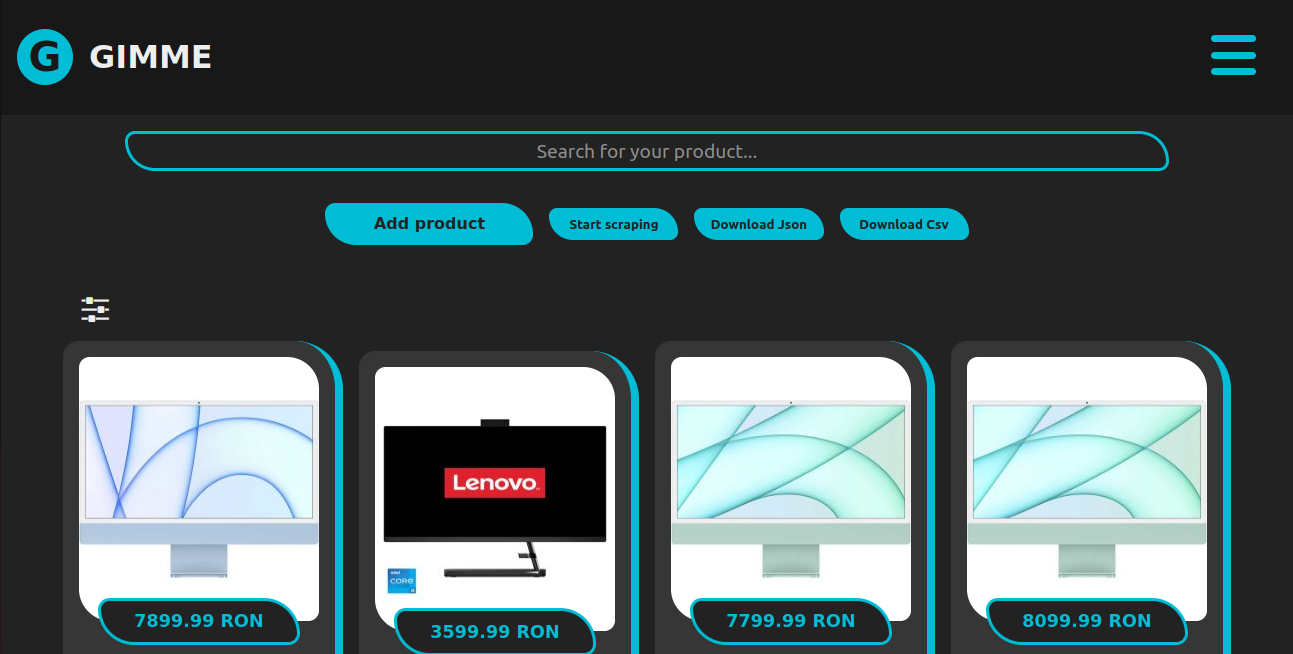 G GIMME
Search for your product...
Add product Start scraping Download Json Download Csv
Lenovo
intel
core
7899.99 RON 3599.99 RON 7799.99 RON 8099.99 RON